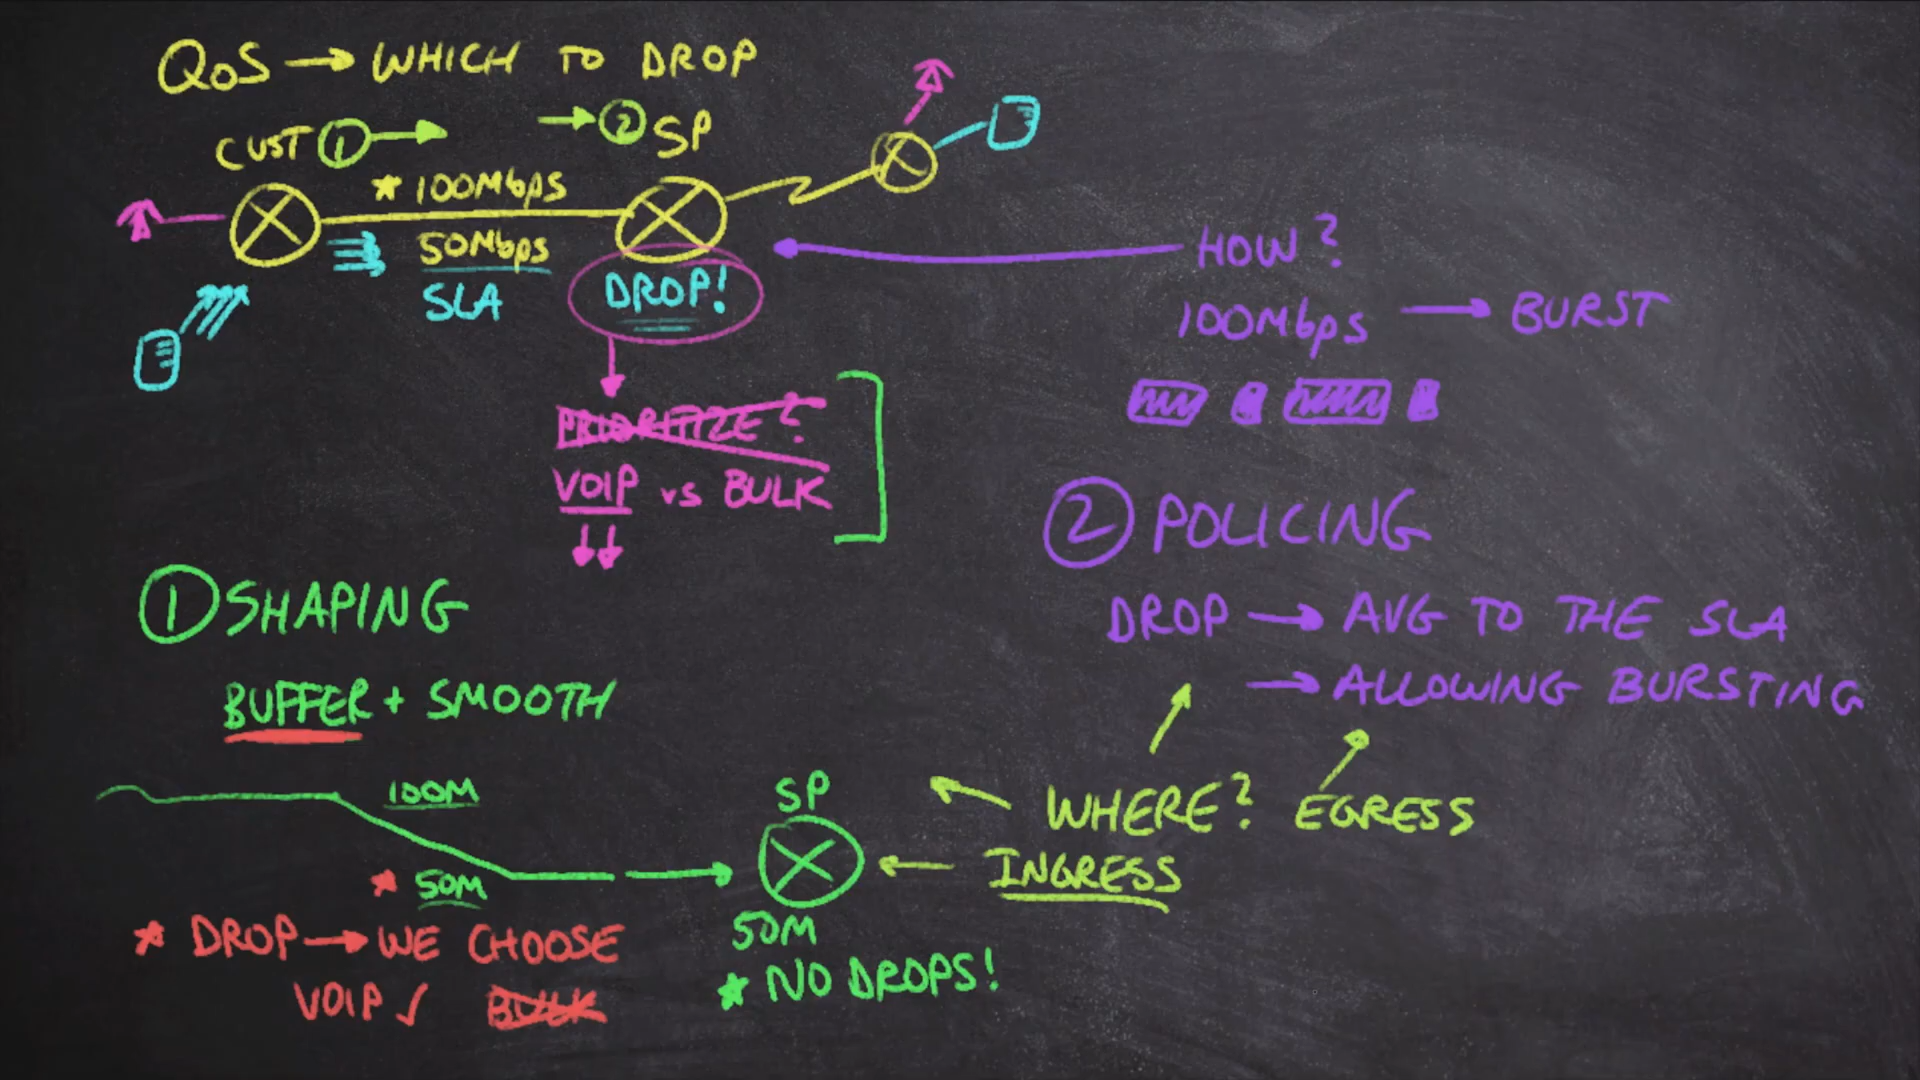 QoS → WHICH TO DROP
CUST ① → → ② SP
★ 100Mbps
50Mbps
SLA
DROP!
PRIORITIZE?
VOIP vs BULK
HOW?
100Mbps → BURST
① SHAPING
BUFFER + SMOOTH
100M
★ 50M
SP
50M
★ NO DROPS!
★ DROP → WE CHOOSE
VOIP ✓ BULK
② POLICING
DROP → AVG TO THE SLA
→ ALLOWING BURSTING
WHERE? EGRESS
INGRESS